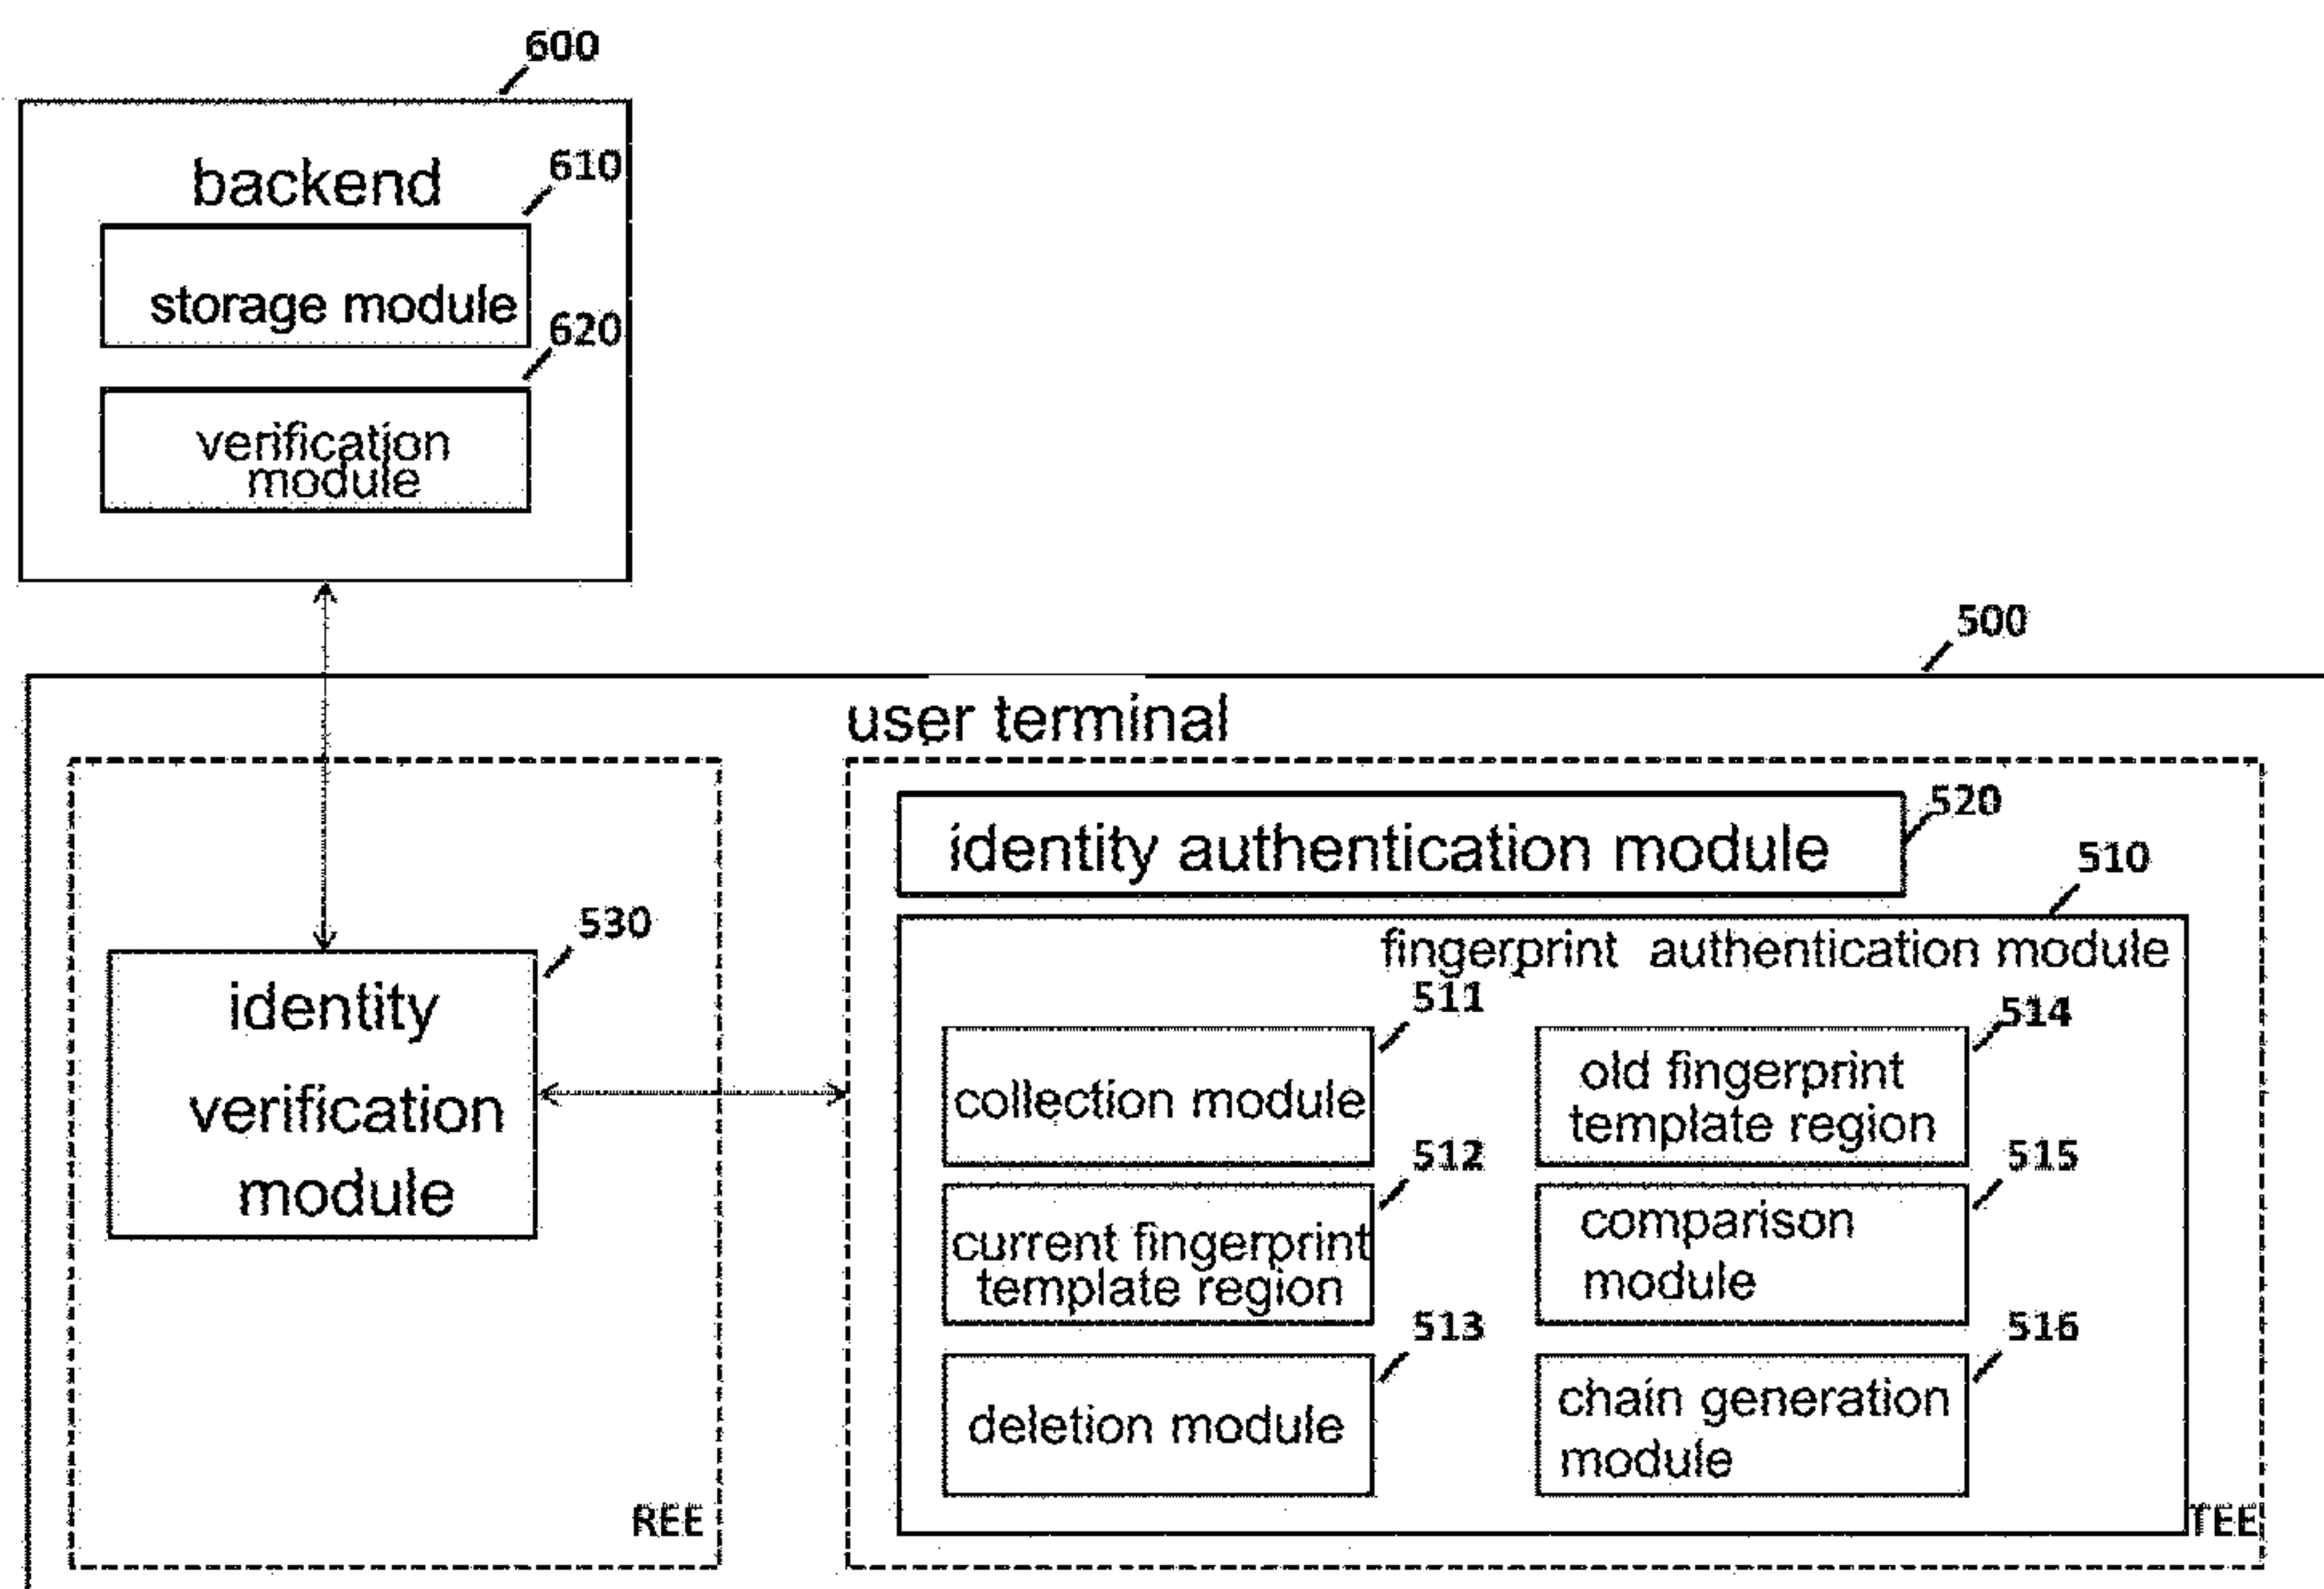 600
backend
610
storage module
620
verification
module
500
user terminal
520
identity authentication module
510
fingerprint authentication module
530
identity
verification
module
511
collection module
514
old fingerprint
template region
512
current fingerprint
template region
515
comparison
module
513
deletion module
516
chain generation
module
REE
TEE